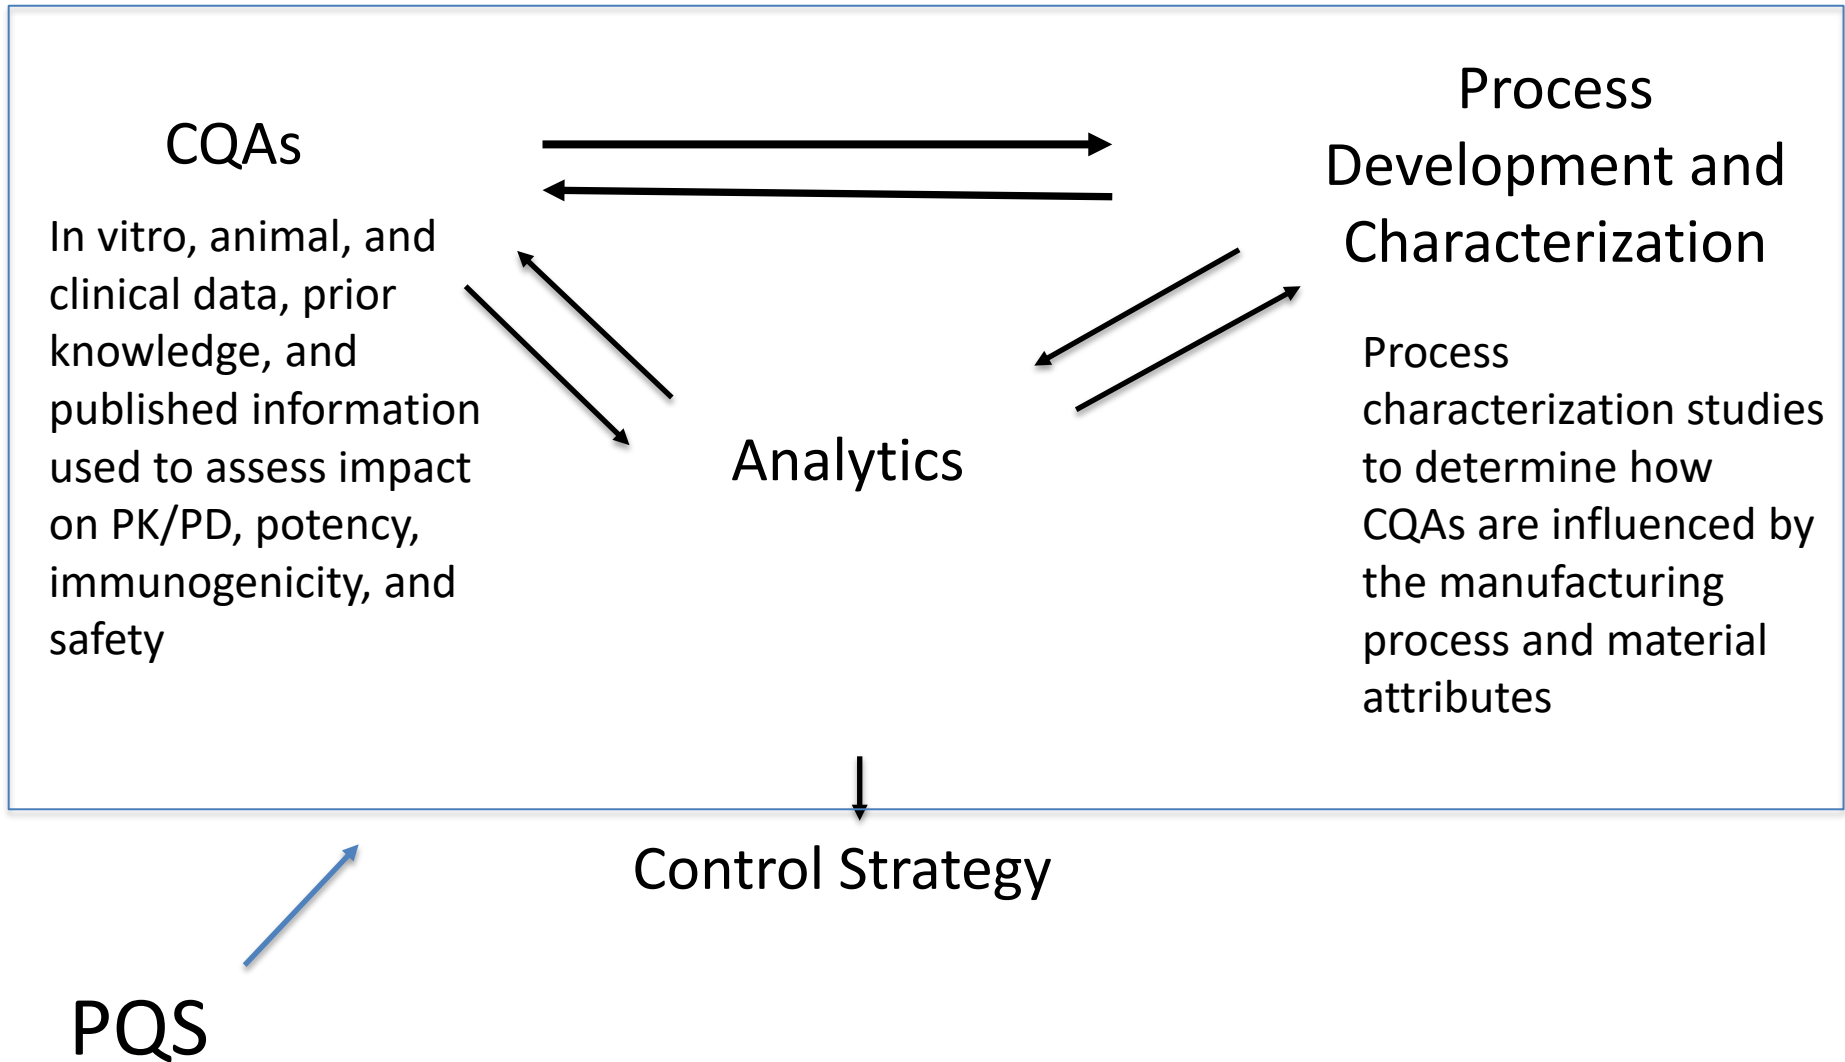 CQAs
In vitro, animal, and
clinical data, prior
knowledge, and
published information
used to assess impact
on PK/PD, potency,
immunogenicity, and
safety
Process
Development and
Characterization
Process
characterization studies
to determine how
CQAs are influenced by
the manufacturing
process and material
attributes
Analytics
Control Strategy
PQS